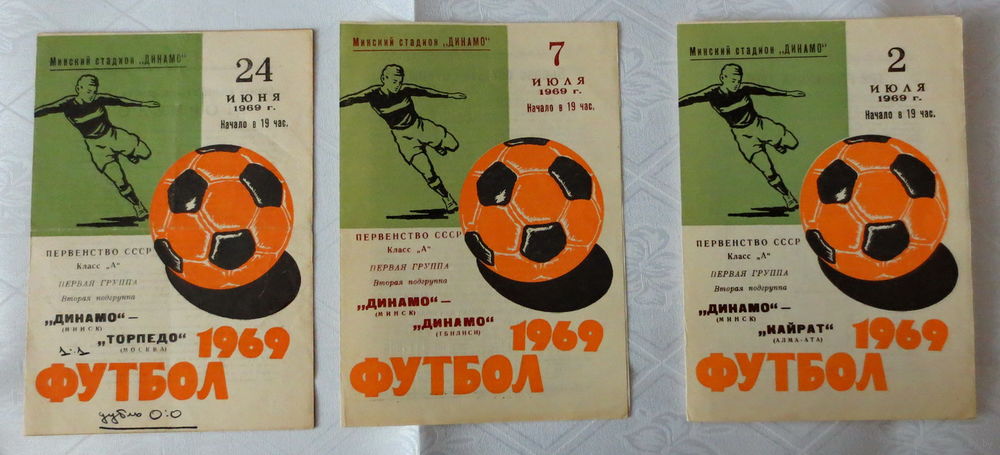 Минский стадион „ДИНАМО"
24
ИЮНЯ
1969 г.
Начало в 19 час.
ПЕРВЕНСТВО СССР
Класс „А"
ПЕРВАЯ ГРУППА
Вторая подгруппа
„ДИНАМО" —
(МИНСК)
„ТОРПЕДО"
(МОСКВА)
1:1
1969
ФУТБОЛ
дубль 0:0
Минский стадион „ДИНАМО"
7
ИЮЛЯ
1969 г.
Начало в 19 час.
ПЕРВЕНСТВО СССР
Класс „А"
ПЕРВАЯ ГРУППА
Вторая подгруппа
„ДИНАМО" —
(МИНСК)
„ДИНАМО"
(ТБИЛИСИ)
1969
ФУТБОЛ
Минский стадион „ДИНАМО"
2
ИЮЛЯ
1969 г.
Начало в 19 час.
ПЕРВЕНСТВО СССР
Класс „А"
ПЕРВАЯ ГРУППА
Вторая подгруппа
„ДИНАМО" —
(МИНСК)
„КАЙРАТ"
(АЛМА-АТА)
1969
ФУТБОЛ